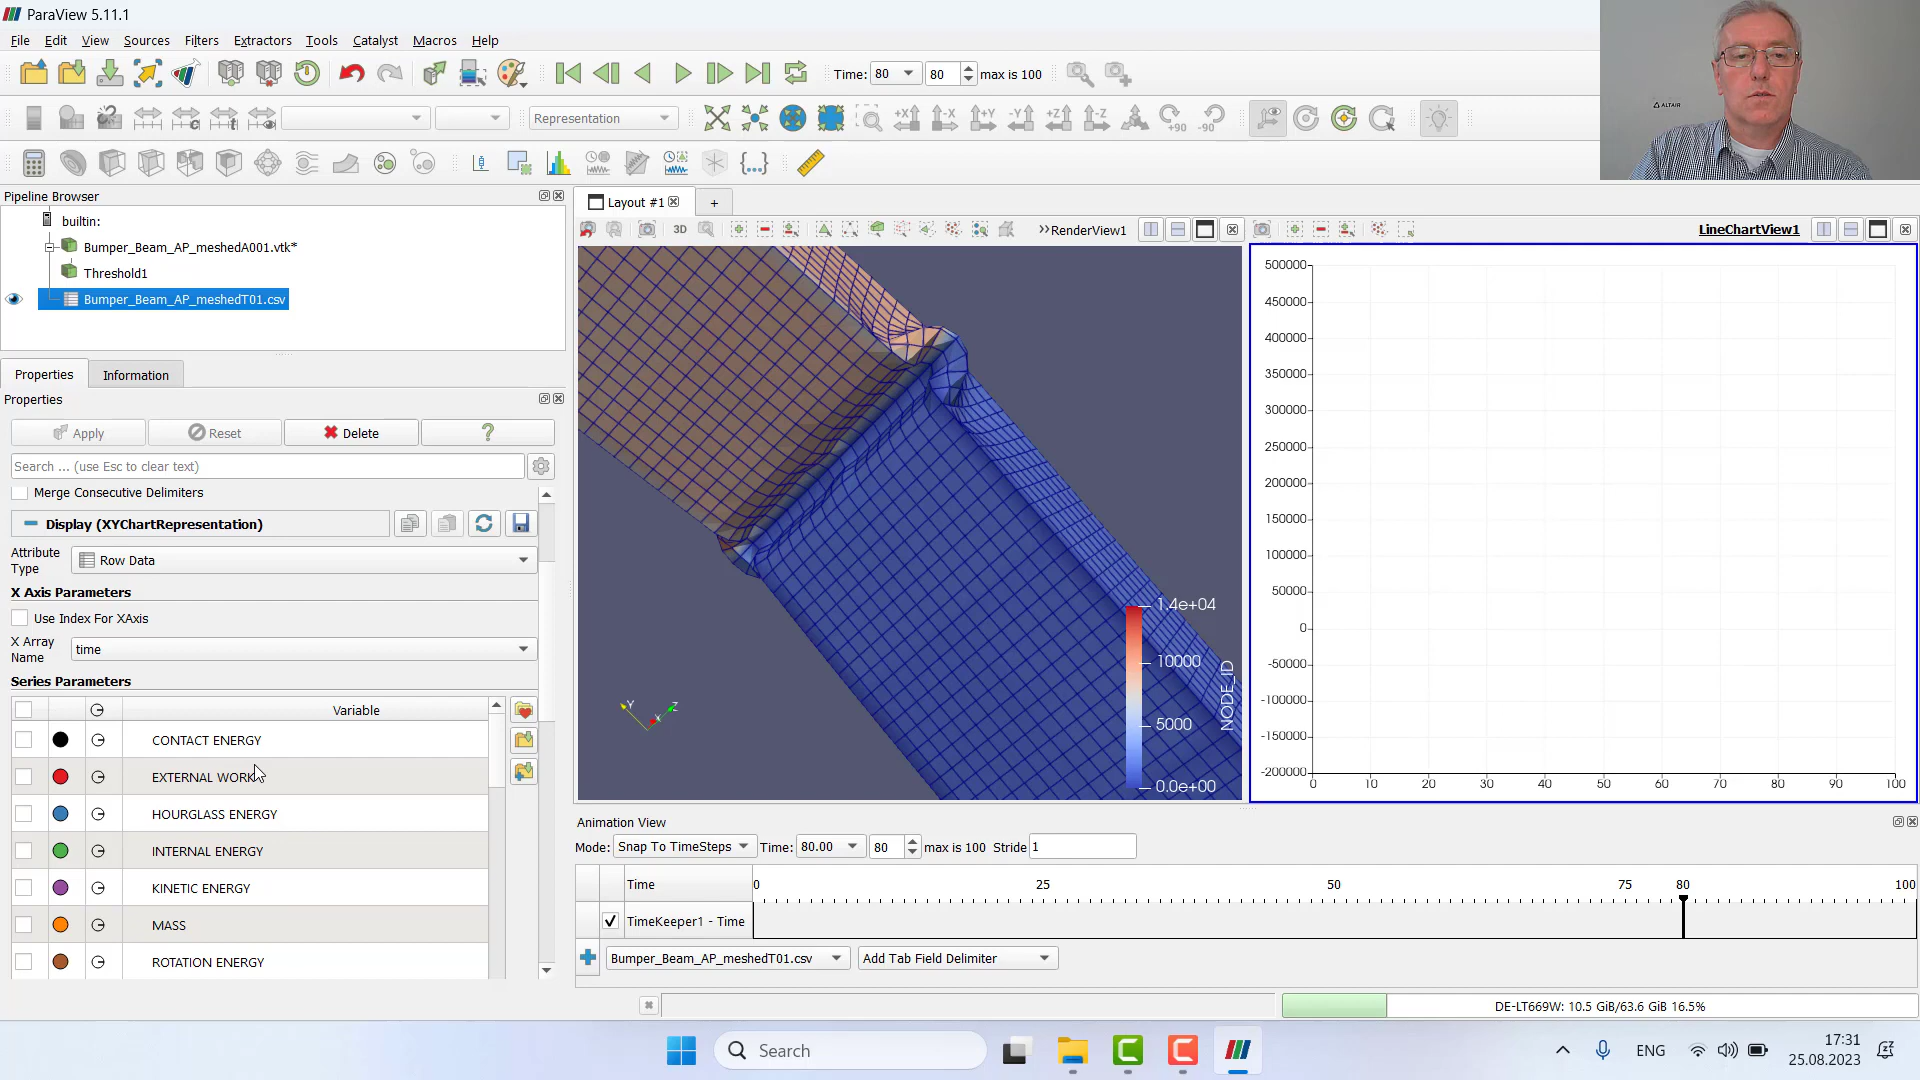 ParaView 5.11.1
File Edit View Sources Filters Extractors Tools Catalyst Macros Help
Time: 80 80 max is 100
Representation
+X -X +Y -Y +Z -Z +90 -90
ALTAIR
Pipeline Browser
builtin:
Bumper_Beam_AP_meshedA001.vtk*
Threshold1
Bumper_Beam_AP_meshedT01.csv
Properties Information
Properties
Apply Reset Delete ?
Search ... (use Esc to clear text)
Merge Consecutive Delimiters
Display (XYChartRepresentation)
Attribute Type Row Data
X Axis Parameters
Use Index For XAxis
X Array Name time
Series Parameters
Variable
CONTACT ENERGY
EXTERNAL WORK
HOURGLASS ENERGY
INTERNAL ENERGY
KINETIC ENERGY
MASS
ROTATION ENERGY
Layout #1 +
3D RenderView1
LineChartView1
1.4e+04
10000
5000
0.0e+00
NODE_ID
Y X Z
500000
450000
400000
350000
300000
250000
200000
150000
100000
50000
0
-50000
-100000
-150000
-200000
0 10 20 30 40 50 60 70 80 90 100
Animation View
Mode: Snap To TimeSteps Time: 80.00 80 max is 100 Stride 1
Time 0 25 50 75 80 100
TimeKeeper1 - Time
Bumper_Beam_AP_meshedT01.csv Add Tab Field Delimiter
DE-LT669W: 10.5 GiB/63.6 GiB 16.5%
Search
ENG
17:31
25.08.2023